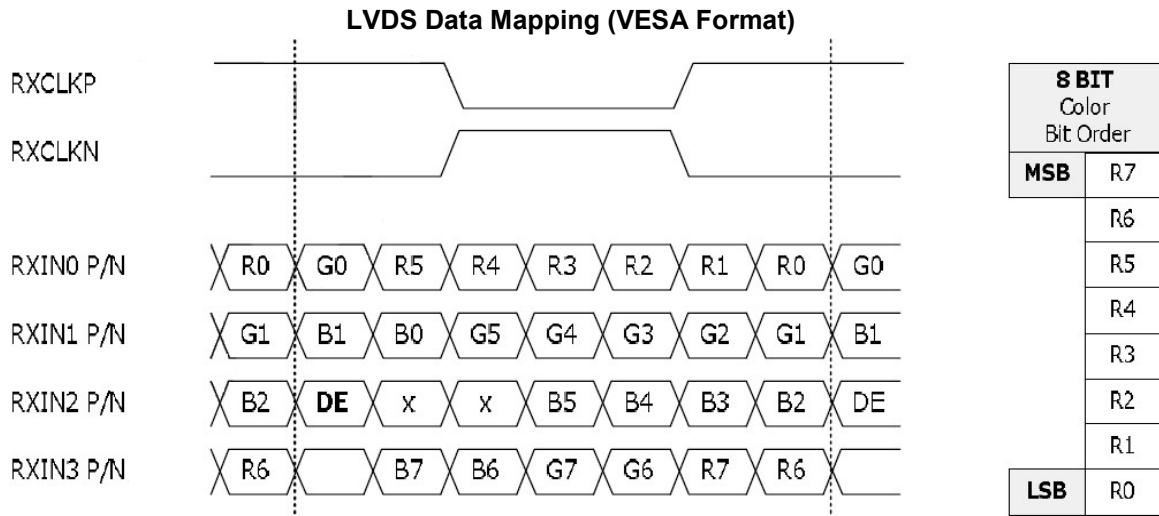 LVDS Data Mapping (VESA Format)
RXCLKP
RXCLKN
RXIN0 P/N R0 G0 R5 R4 R3 R2 R1 R0 G0
RXIN1 P/N G1 B1 B0 G5 G4 G3 G2 G1 B1
RXIN2 P/N B2 DE x x B5 B4 B3 B2 DE
RXIN3 P/N R6 B7 B6 G7 G6 R7 R6
8 BIT
Color
Bit Order
MSB R7
R6
R5
R4
R3
R2
R1
LSB R0